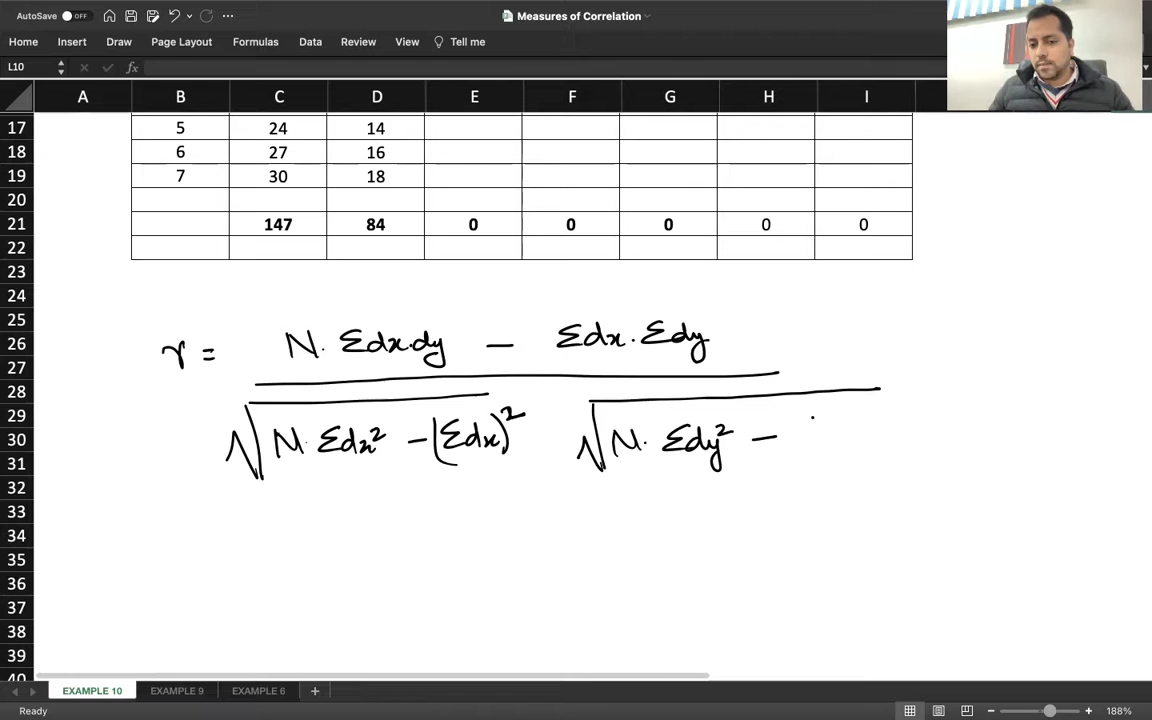 AutoSave OFF Measures of Correlation
Home Insert Draw Page Layout Formulas Data Review View Tell me
L10 fx
A B C D E F G H I
17 5 24 14
18 6 27 16
19 7 30 18
20
21 147 84 0 0 0 0 0
22
23
24
25
26
27
28
29
30
31
32
33
34
35
36
37
38
39
40
r = N. Σdx.dy - Σdx.Σdy
√N.Σdx² - (Σdx)² √N. Σdy² -
EXAMPLE 10 EXAMPLE 9 EXAMPLE 6 +
Ready 188%